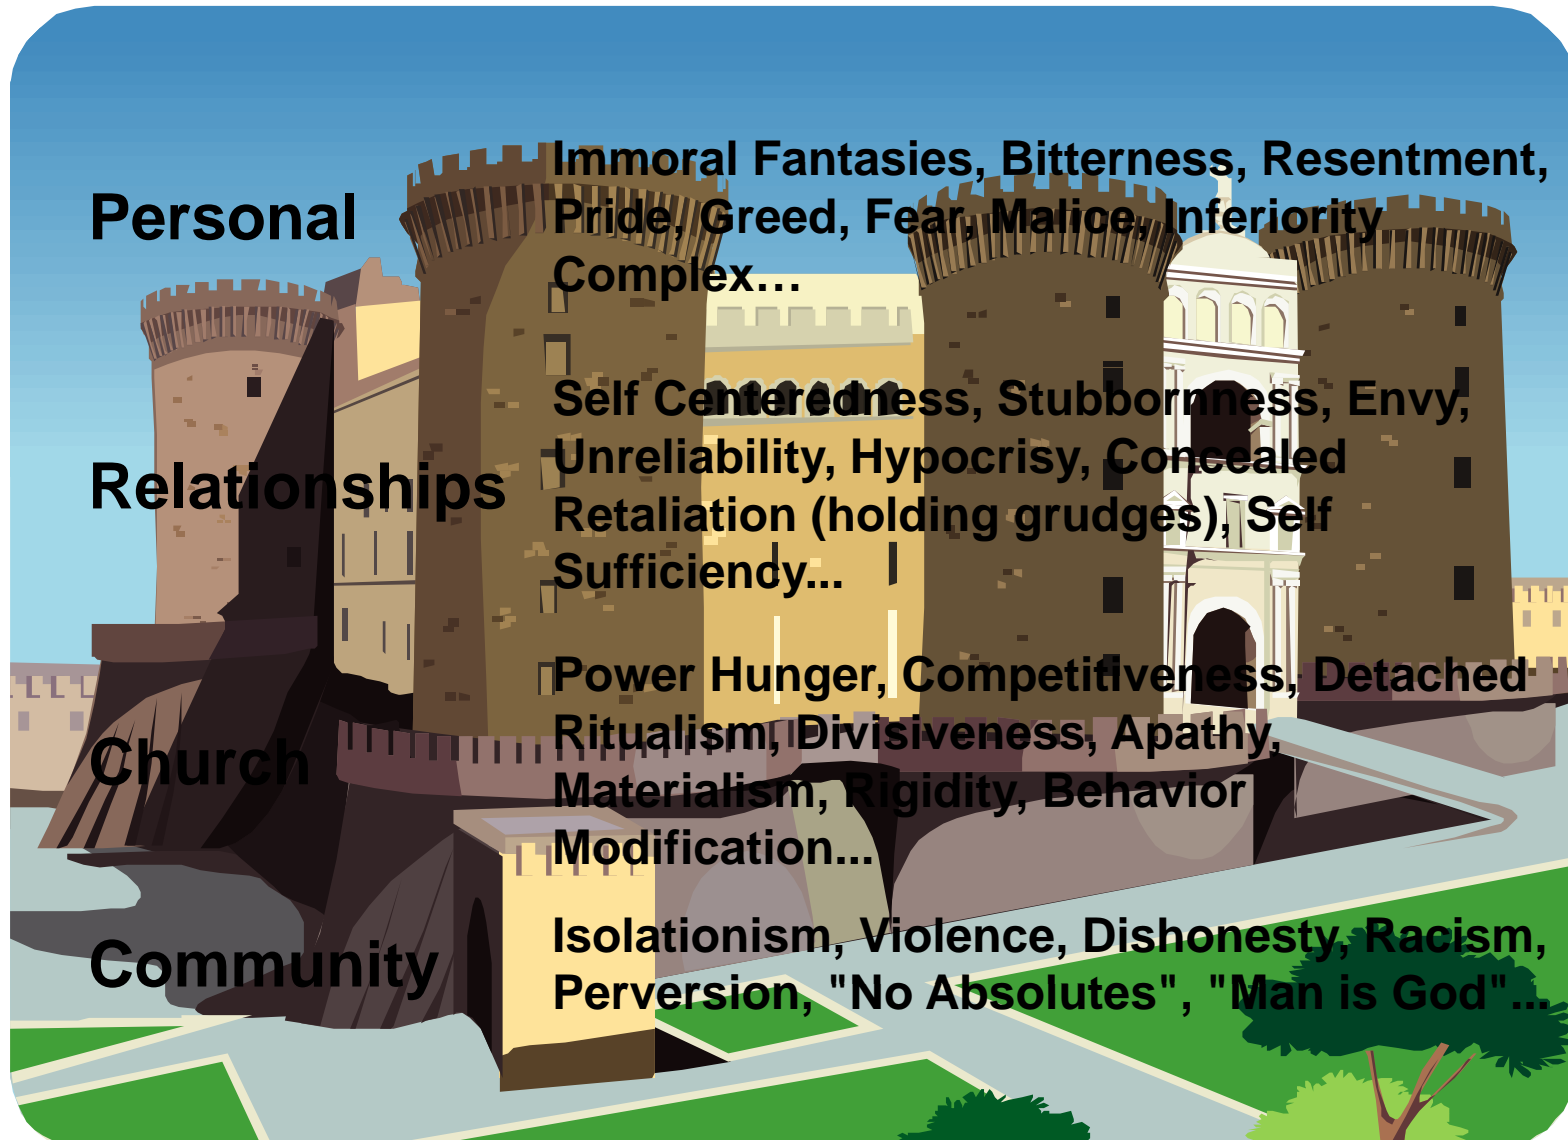 Personal
Immoral Fantasies, Bitterness, Resentment,
Pride, Greed, Fear, Malice, Inferiority
Complex…
Relationships
Self Centeredness, Stubbornness, Envy,
Unreliability, Hypocrisy, Concealed
Retaliation (holding grudges), Self
Sufficiency...
Church
Power Hunger, Competitiveness, Detached
Ritualism, Divisiveness, Apathy,
Materialism, Rigidity, Behavior
Modification...
Community
Isolationism, Violence, Dishonesty, Racism,
Perversion, "No Absolutes", "Man is God"...